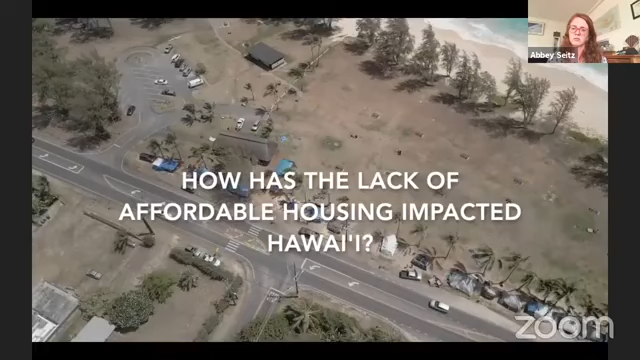 Abbey Seitz
HOW HAS THE LACK OF
AFFORDABLE HOUSING IMPACTED
HAWAI'I?
zoom